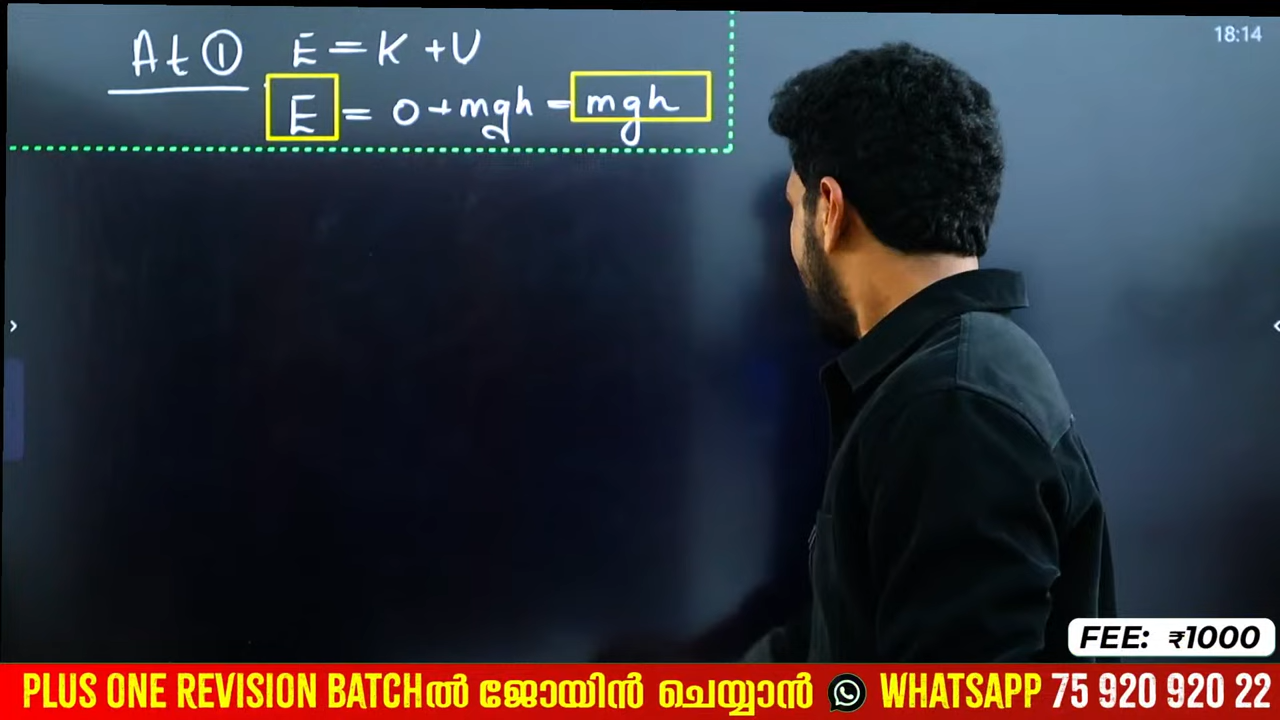 18:14
At ① E = K + U
E = 0 + mgh = mgh
FEE: ₹1000
PLUS ONE REVISION BATCHൽ ജോയിൻ ചെയ്യാൻ WHATSAPP 75 920 920 22